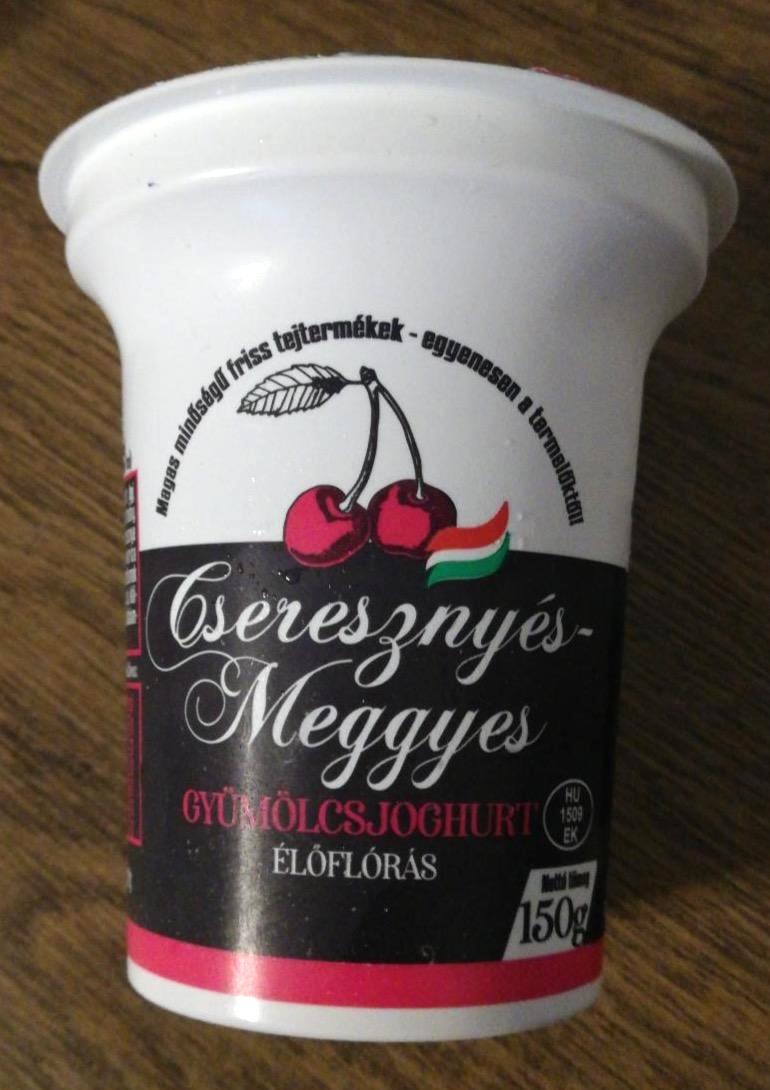 Magas minőségű friss tejtermékek - egyenesen a termelőktől!
Cseresznyés-
Meggyes
GYÜMÖLCSJOGHURT
ÉLŐFLÓRÁS
HU
1509
EK
Nettó tömeg
150g